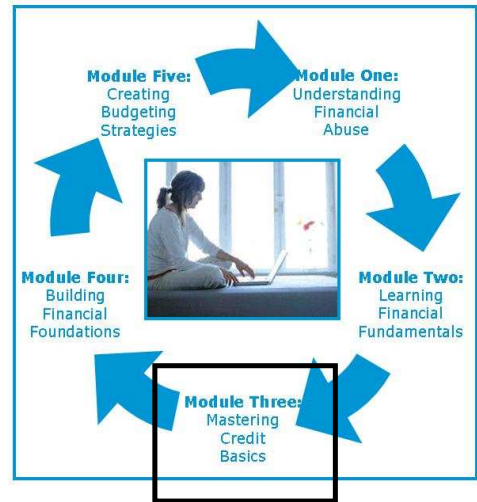 Module Five:
Creating
Budgeting
Strategies
Module One:
Understanding
Financial
Abuse
Module Two:
Learning
Financial
Fundamentals
Module Three:
Mastering
Credit
Basics
Module Four:
Building
Financial
Foundations